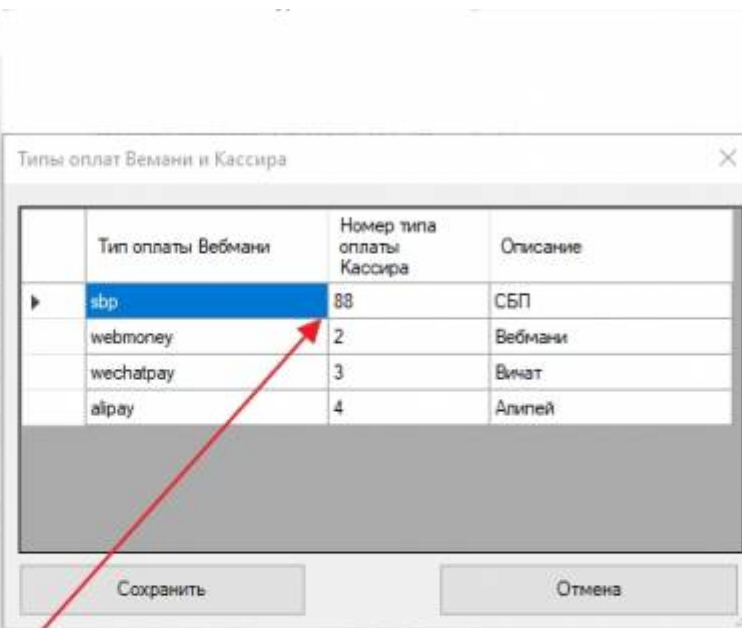 Типы оплат Вемани и Кассира
Тип оплаты Вебмани
Номер типа
оплаты
Кассира
Описание
sbp 88 СБП
webmoney 2 Вебмани
wechatpay 3 Вичат
alipay 4 Алипей
Сохранить Отмена